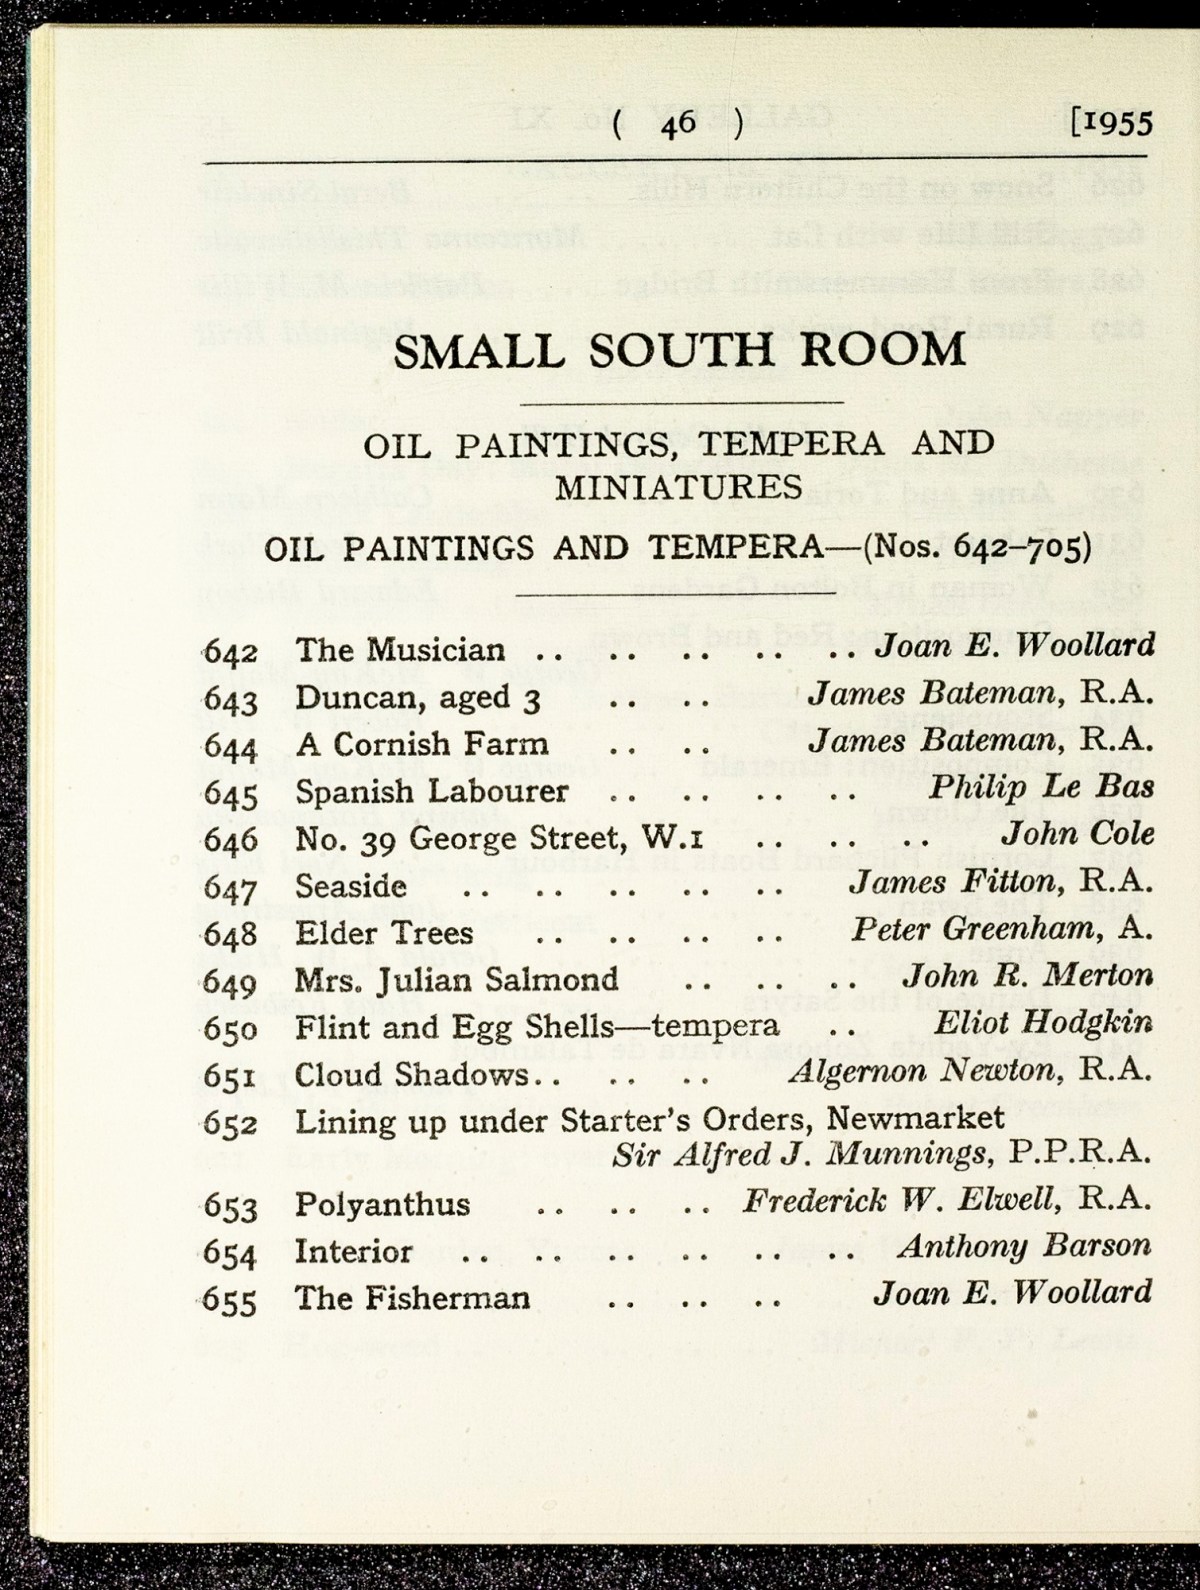 ( 46 ) [1955
SMALL SOUTH ROOM
OIL PAINTINGS, TEMPERA AND
MINIATURES
OIL PAINTINGS AND TEMPERA—(Nos. 642–705)
642 The Musician .. .. .. .. .. Joan E. Woollard
643 Duncan, aged 3 .. .. James Bateman, R.A.
644 A Cornish Farm .. .. James Bateman, R.A.
645 Spanish Labourer .. .. .. .. Philip Le Bas
646 No. 39 George Street, W.1 .. .. .. John Cole
647 Seaside .. .. .. .. .. James Fitton, R.A.
648 Elder Trees .. .. .. .. Peter Greenham, A.
649 Mrs. Julian Salmond .. .. .. John R. Merton
650 Flint and Egg Shells—tempera .. Eliot Hodgkin
651 Cloud Shadows.. .. .. Algernon Newton, R.A.
652 Lining up under Starter's Orders, Newmarket
Sir Alfred J. Munnings, P.P.R.A.
653 Polyanthus .. .. .. Frederick W. Elwell, R.A.
654 Interior .. .. .. .. .. .. Anthony Barson
655 The Fisherman .. .. .. Joan E. Woollard